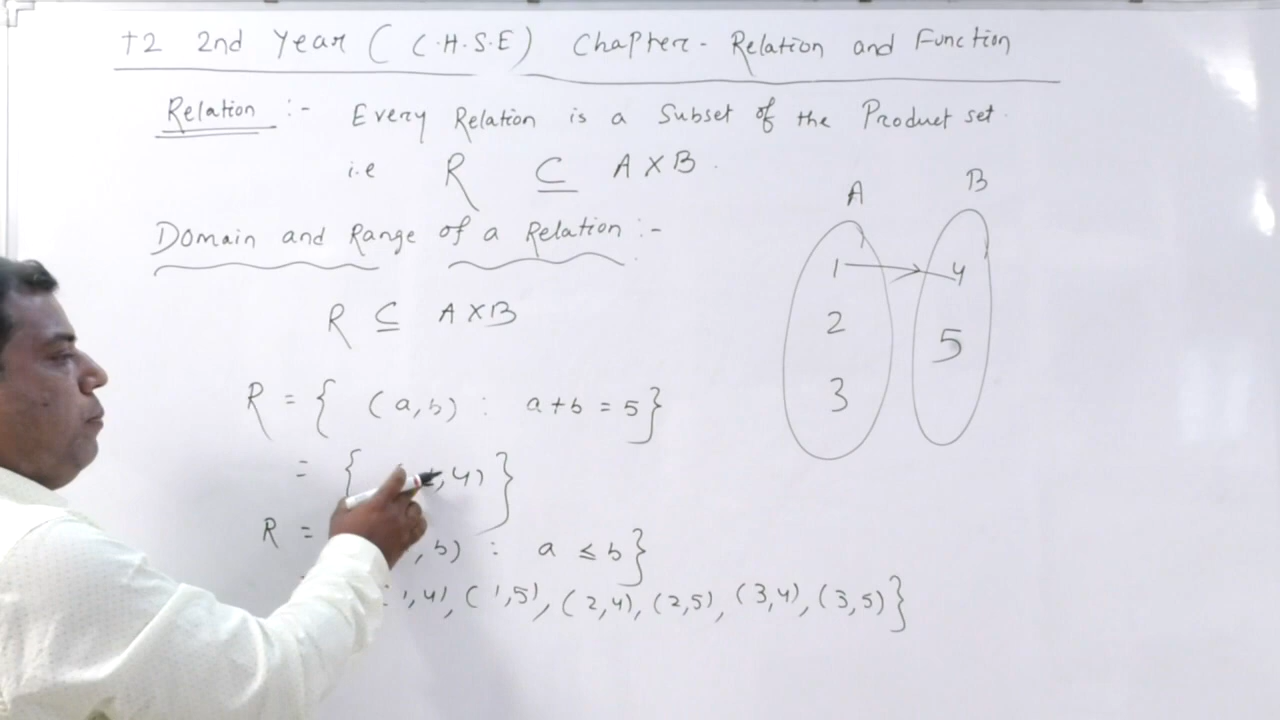 +2 2nd Year ( C.H.S.E) Chapter - Relation and Function
Relation :- Every Relation is a Subset of the Product set.
i.e R ⊆ A X B.
Domain and Range of a Relation :-
R ⊆ A X B
R = { (a, b) : a + b = 5}
= { , 4) }
R = , b) : a ≤ b}
1, 4), ( 1, 5), ( 2, 4), (2, 5), (3, 4), (3, 5)}
A B
1 4
2 5
3